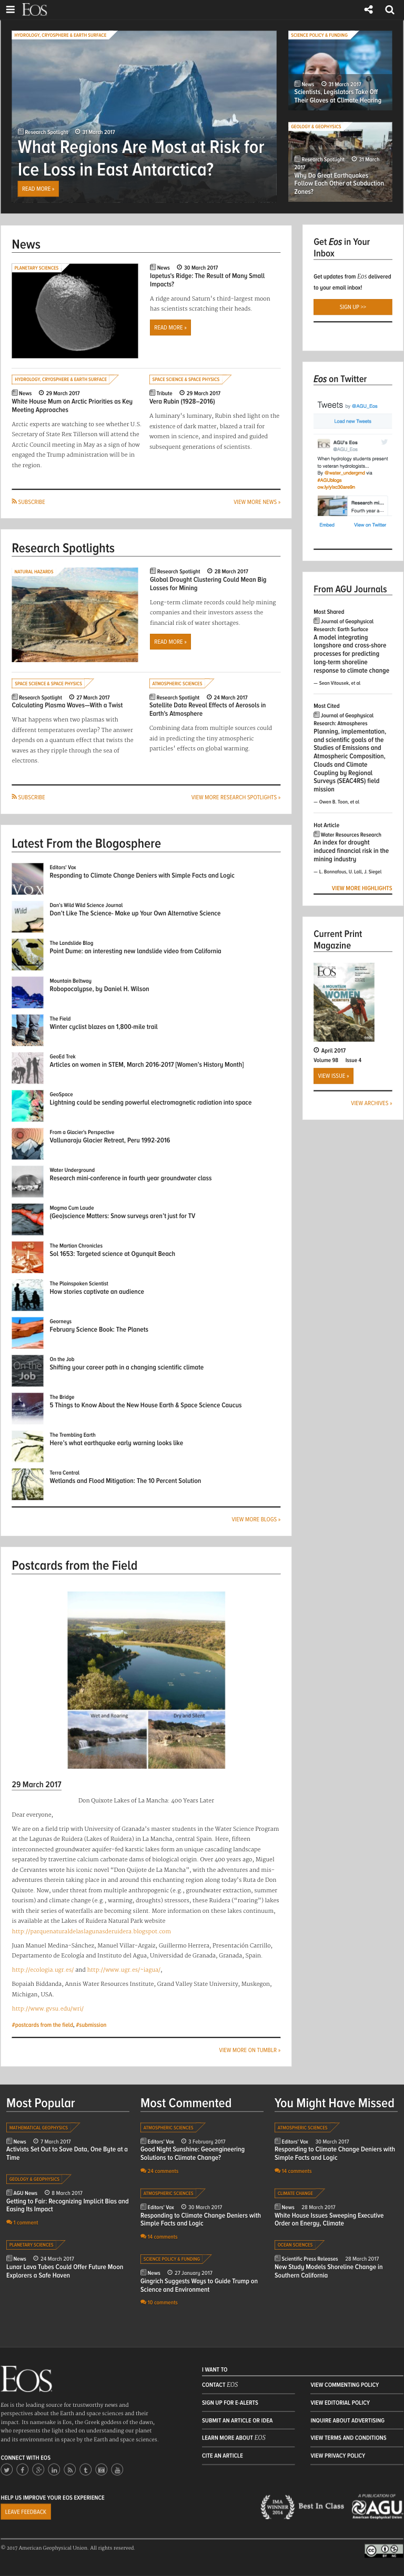 Eos
HYDROLOGY, CRYOSPHERE & EARTH SURFACE
Research Spotlight 31 March 2017
What Regions Are Most at Risk for
Ice Loss in East Antarctica?
READ MORE »
SCIENCE POLICY & FUNDING
News 31 March 2017
Scientists, Legislators Take Off
Their Gloves at Climate Hearing
GEOLOGY & GEOPHYSICS
Research Spotlight 31 March
2017
Why Do Great Earthquakes
Follow Each Other at Subduction
Zones?
News
PLANETARY SCIENCES
News 30 March 2017
Iapetus's Ridge: The Result of Many Small
Impacts?
A ridge around Saturn's third-largest moon
has scientists scratching their heads.
READ MORE »
HYDROLOGY, CRYOSPHERE & EARTH SURFACE
News 29 March 2017
White House Mum on Arctic Priorities as Key
Meeting Approaches
Arctic experts are watching to see whether U.S.
Secretary of State Rex Tillerson will attend the
Arctic Council meeting in May as a sign of how
engaged the Trump administration will be in
the region.
SPACE SCIENCE & SPACE PHYSICS
Tribute 29 March 2017
Vera Rubin (1928–2016)
A luminary's luminary, Rubin shed light on the
existence of dark matter, blazed a trail for
women in science, and inspired and guided
subsequent generations of scientists.
SUBSCRIBE
VIEW MORE NEWS »
Research Spotlights
NATURAL HAZARDS
Research Spotlight 28 March 2017
Global Drought Clustering Could Mean Big
Losses for Mining
Long-term climate records could help mining
companies and their investors assess the
financial risk of water shortages.
READ MORE »
SPACE SCIENCE & SPACE PHYSICS
Research Spotlight 27 March 2017
Calculating Plasma Waves—With a Twist
What happens when two plasmas with
different temperatures overlap? The answer
depends on a quantum effect that twists the
waves as they ripple through the sea of
electrons.
ATMOSPHERIC SCIENCES
Research Spotlight 24 March 2017
Satellite Data Reveal Effects of Aerosols in
Earth's Atmosphere
Combining data from multiple sources could
aid in predicting the tiny atmospheric
particles' effects on global warming.
SUBSCRIBE
VIEW MORE RESEARCH SPOTLIGHTS »
Latest From the Blogosphere
Editors' Vox
Responding to Climate Change Deniers with Simple Facts and Logic
Dan's Wild Wild Science Journal
Don't Like The Science- Make up Your Own Alternative Science
The Landslide Blog
Point Dume: an interesting new landslide video from California
Mountain Beltway
Robopocalypse, by Daniel H. Wilson
The Field
Winter cyclist blazes an 1,800-mile trail
GeoEd Trek
Articles on women in STEM, March 2016-2017 [Women's History Month]
GeoSpace
Lightning could be sending powerful electromagnetic radiation into space
From a Glacier's Perspective
Vallunaraju Glacier Retreat, Peru 1992-2016
Water Underground
Research mini-conference in fourth year groundwater class
Magma Cum Laude
(Geo)science Matters: Snow surveys aren't just for TV
The Martian Chronicles
Sol 1653: Targeted science at Ogunquit Beach
The Plainspoken Scientist
How stories captivate an audience
Georneys
February Science Book: The Planets
On the Job
Shifting your career path in a changing scientific climate
The Bridge
5 Things to Know About the New House Earth & Space Science Caucus
The Trembling Earth
Here's what earthquake early warning looks like
Terra Central
Wetlands and Flood Mitigation: The 10 Percent Solution
VIEW MORE BLOGS »
Postcards from the Field
Wet and Roaring
Dry and Silent
29 March 2017
Don Quixote Lakes of La Mancha: 400 Years Later
Dear everyone,
We are on a field trip with University of Granada's master students in the Water Science Program
at the Lagunas de Ruidera (Lakes of Ruidera) in La Mancha, central Spain. Here, fifteen
interconnected groundwater aquifer-fed karstic lakes form an unique cascading landscape
separated by travertine calcium carbonate dams of biological origin. Over 400 years ago, Miguel
de Cervantes wrote his iconic novel "Don Quijote de La Mancha", with the adventures and mis-
adventures taking place in and around this enchanting region said along today's Ruta de Don
Quixote. Now, under threat from multiple anthropogenic (e.g., groundwater extraction, summer
tourism) and climate change (e.g., warming, droughts) stressors, these Ruidera ("roaring") lakes
series of waterfalls are becoming silent more often. More information on these lakes continues,
is available at the Lakes of Ruidera Natural Park website
http://parquenaturaldelaslagunasderuidera.blogspot.com
Juan Manuel Medina-Sánchez, Manuel Villar-Argaiz, Guillermo Herrera, Presentación Carrillo,
Departamento de Ecología and Instituto del Agua, Universidad de Granada, Granada, Spain.
http://ecologia.ugr.es/ and http://www.ugr.es/~iagua/,
Bopaiah Biddanda, Annis Water Resources Institute, Grand Valley State University, Muskegon,
Michigan, USA.
http://www.gvsu.edu/wri/
#postcards from the field, #submission
VIEW MORE ON TUMBLR »
Get Eos in Your
Inbox
Get updates from Eos delivered
to your email inbox!
SIGN UP >>
Eos on Twitter
Tweets by @AGU_Eos
Load new Tweets
AGU's Eos
@AGU_Eos
When hydrology students present
to veteran hydrologists...
By @water_undergrnd via
#AGUblogs
Research mi...
Fourth year a...
Embed
View on Twitter
From AGU Journals
Most Shared
Journal of Geophysical
Research: Earth Surface
A model integrating
longshore and cross-shore
processes for predicting
long-term shoreline
response to climate change
— Sean Vitousek, et al
Most Cited
Journal of Geophysical
Research: Atmospheres
Planning, implementation,
and scientific goals of the
Studies of Emissions and
Atmospheric Composition,
Clouds and Climate
Coupling by Regional
Surveys (SEAC4RS) field
mission
— Owen B. Toon, et al
Hot Article
Water Resources Research
An index for drought
induced financial risk in the
mining industry
— L. Bonnafous, U. Lall, J. Siegel
VIEW MORE HIGHLIGHTS
Current Print
Magazine
EOS
WOMEN
SCIENTISTS
April 2017
Volume 98 Issue 4
VIEW ISSUE »
VIEW ARCHIVES »
Most Popular
MATHEMATICAL GEOPHYSICS
News 7 March 2017
Activists Set Out to Save Data, One Byte at a
Time
GEOLOGY & GEOPHYSICS
AGU News 8 March 2017
Getting to Fair: Recognizing Implicit Bias and
Easing Its Impact
1 comment
PLANETARY SCIENCES
News 24 March 2017
Lunar Lava Tubes Could Offer Future Moon
Explorers a Safe Haven
Most Commented
ATMOSPHERIC SCIENCES
Editors' Vox 3 February 2017
Good Night Sunshine: Geoengineering
Solutions to Climate Change?
24 comments
ATMOSPHERIC SCIENCES
Editors' Vox 30 March 2017
Responding to Climate Change Deniers with
Simple Facts and Logic
14 comments
SCIENCE POLICY & FUNDING
News 27 January 2017
Gingrich Suggests Ways to Guide Trump on
Science and Environment
10 comments
You Might Have Missed
ATMOSPHERIC SCIENCES
Editors' Vox 30 March 2017
Responding to Climate Change Deniers with
Simple Facts and Logic
14 comments
CLIMATE CHANGE
News 28 March 2017
White House Issues Sweeping Executive
Order on Energy, Climate
OCEAN SCIENCES
Scientific Press Releases 28 March 2017
New Study Models Shoreline Change in
Southern California
Eos
Eos is the leading source for trustworthy news and
perspectives about the Earth and space sciences and their
impact. Its namesake is Eos, the Greek goddess of the dawn,
who represents the light shed on understanding our planet
and its environment in space by the Earth and space sciences.
CONNECT WITH EOS
HELP US IMPROVE YOUR EOS EXPERIENCE
LEAVE FEEDBACK
I WANT TO
CONTACT EOS
SIGN UP FOR E-ALERTS
SUBMIT AN ARTICLE OR IDEA
LEARN MORE ABOUT EOS
CITE AN ARTICLE
VIEW COMMENTING POLICY
VIEW EDITORIAL POLICY
INQUIRE ABOUT ADVERTISING
VIEW TERMS AND CONDITIONS
VIEW PRIVACY POLICY
IMA
WINNER
2014
Best In Class
A PUBLICATION OF
AGU
American Geophysical Union
© 2017 American Geophysical Union. All rights reserved.